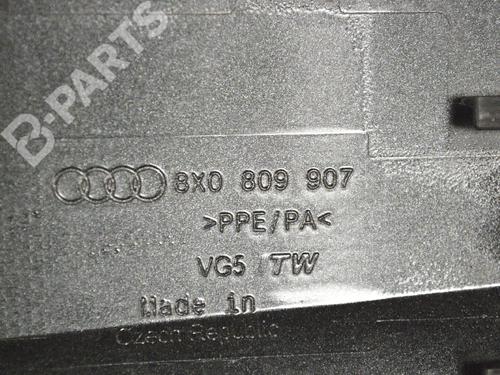 B-PARTS
8X0 809 907
>PPE/PA<
VG5 TW
Made in
Czech Republic